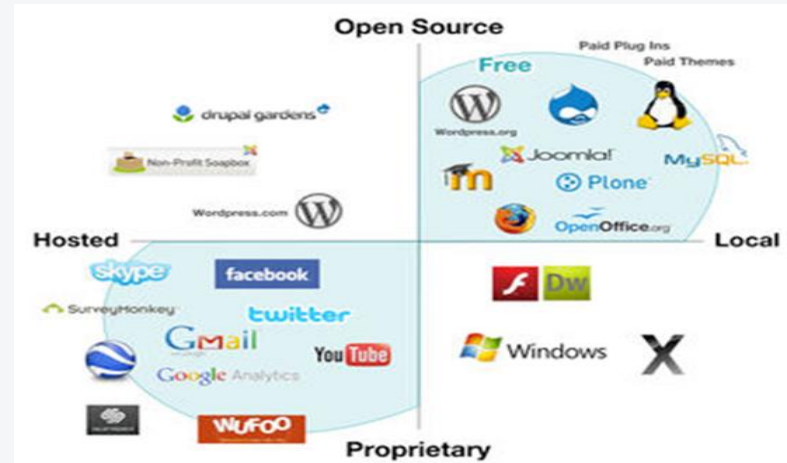 Open Source
Paid Plug Ins
Free
Paid Themes
drupal gardens
Wordpress.org
Non-Profit Soapbox
Joomla!
MySQL
m
Plone
Wordpress.com
OpenOffice.org
Hosted
Local
skype
facebook
Dw
SurveyMonkey
twitter
Gmail
Windows
X
YouTube
Google Analytics
WUFOO
Proprietary